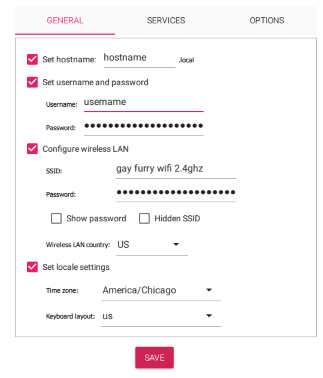 GENERAL SERVICES OPTIONS
Set hostname: hostname .local
Set username and password
Username: username
Password: ••••••••••••••••••
Configure wireless LAN
SSID: gay furry wifi 2.4ghz
Password: ••••••••••••••••••
Show password Hidden SSID
Wireless LAN country: US
Set locale settings
Time zone: America/Chicago
Keyboard layout: us
SAVE